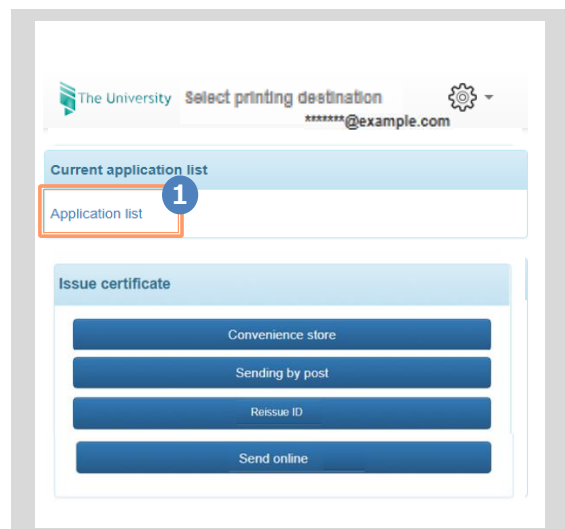 The University Select printing destination
*******@example.com
Current application list
1
Application list
Issue certificate
Convenience store
Sending by post
Reissue ID
Send online